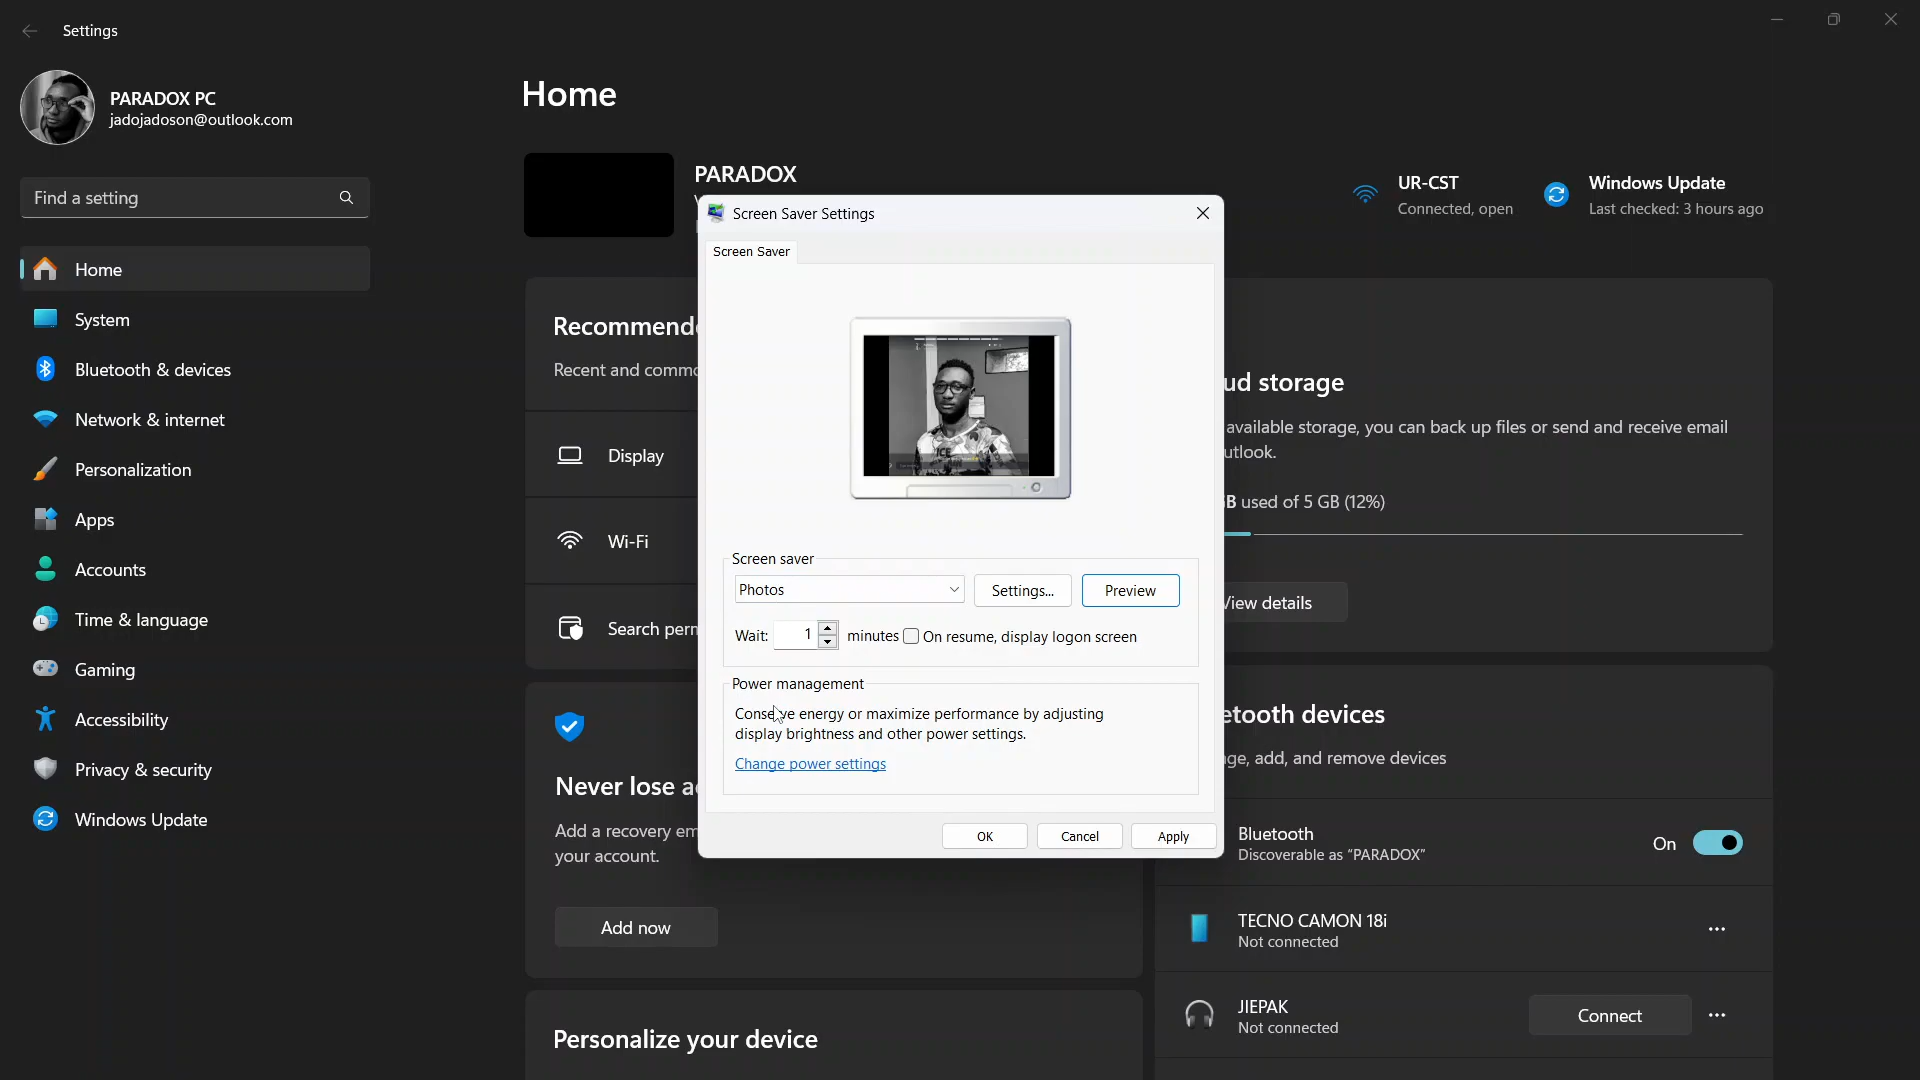 Settings
PARADOX PC
jadojadoson@outlook.com
Find a setting
Home
System
Bluetooth & devices
Network & internet
Personalization
Apps
Accounts
Time & language
Gaming
Accessibility
Privacy & security
Windows Update
Home
PARADOX
UR-CST
Connected, open
Windows Update
Last checked: 3 hours ago
Recommend
Recent and comm
Display
Wi-Fi
Search per
Never lose a
Add a recovery em
your account.
Add now
Personalize your device
Screen Saver Settings
Screen Saver
Screen saver
Photos
Settings...
Preview
Wait: 1 minutes On resume, display logon screen
Power management
Conserve energy or maximize performance by adjusting
display brightness and other power settings.
Change power settings
OK
Cancel
Apply
ud storage
available storage, you can back up files or send and receive email
utlook.
B used of 5 GB (12%)
View details
etooth devices
ge, add, and remove devices
Bluetooth
Discoverable as "PARADOX"
On
TECNO CAMON 18i
Not connected
JIEPAK
Not connected
Connect